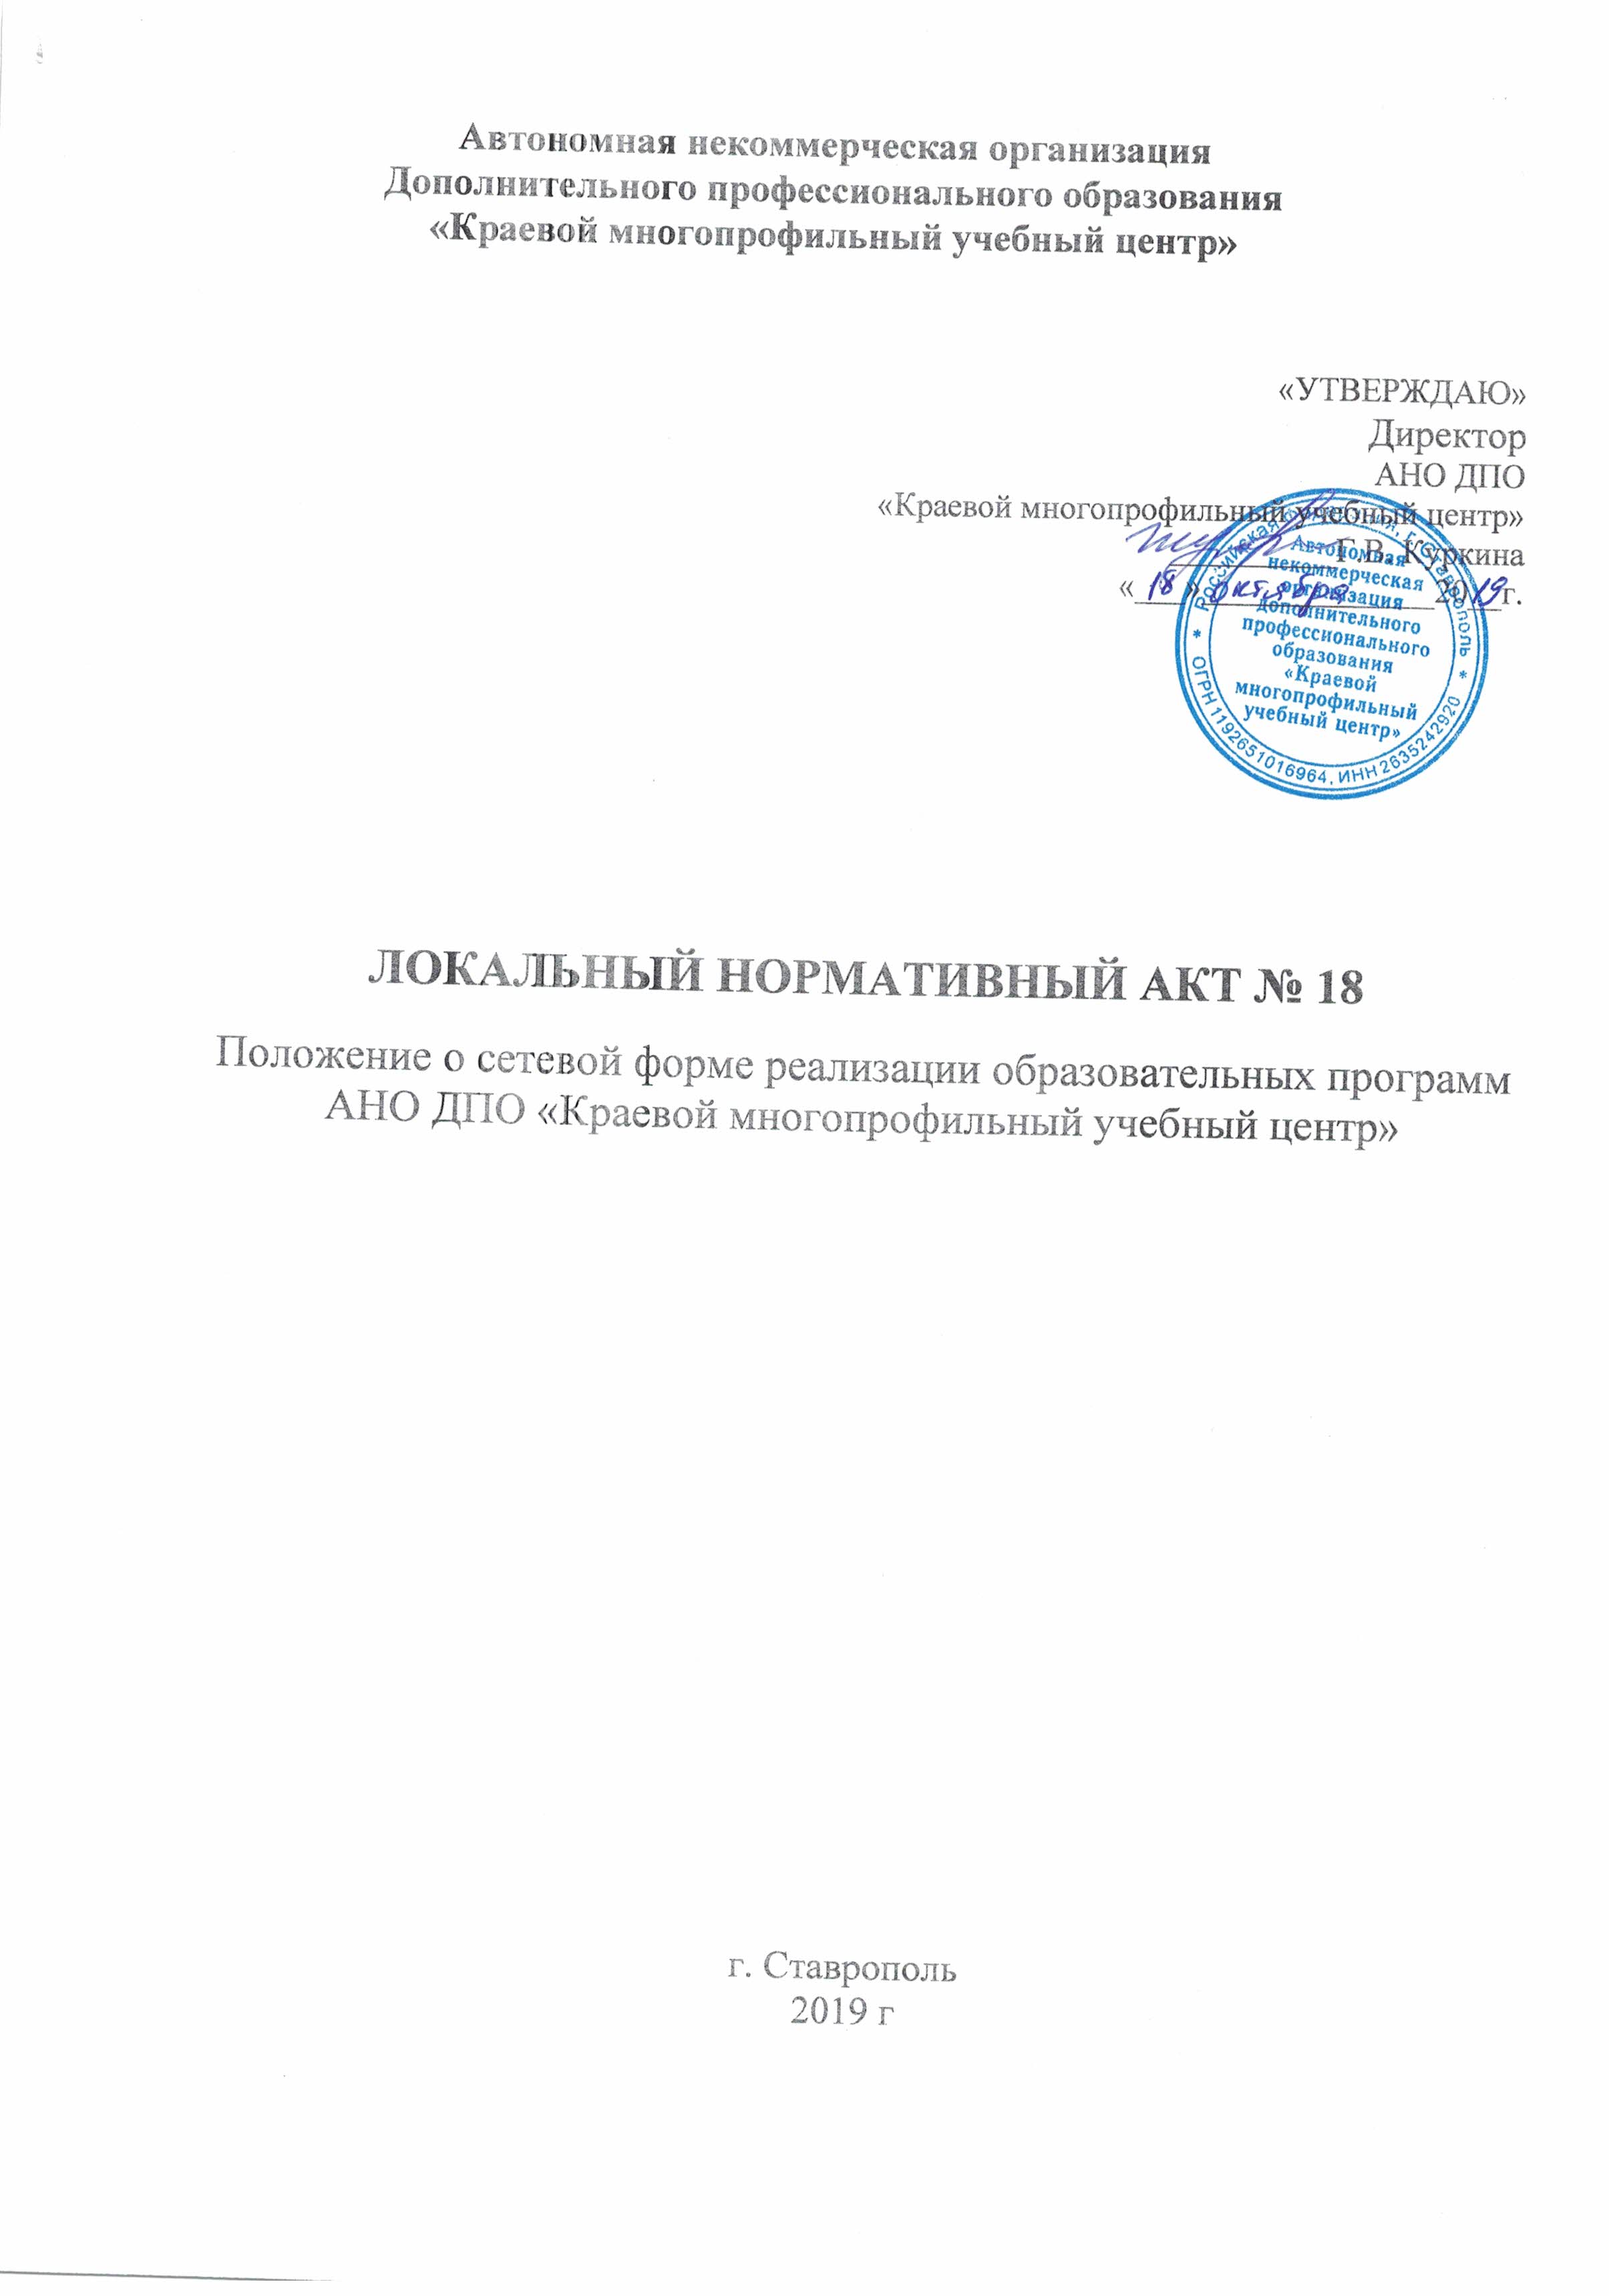 Автономная некоммерческая организация
Дополнительного профессионального образования
«Краевой многопрофильный учебный центр»
«УТВЕРЖДАЮ»
Директор
АНО ДПО
«Краевой многопрофильный учебный центр»
Г.В. Куркина
«18» октября 2019г.
Российская Федерация, г. Ставрополь
Автономная
некоммерческая
организация
дополнительного
профессионального
образования
«Краевой
многопрофильный
учебный центр»
* ОГРН 1192651016964, ИНН 2635242920 *
ЛОКАЛЬНЫЙ НОРМАТИВНЫЙ АКТ № 18
Положение о сетевой форме реализации образовательных программ
АНО ДПО «Краевой многопрофильный учебный центр»
г. Ставрополь
2019 г